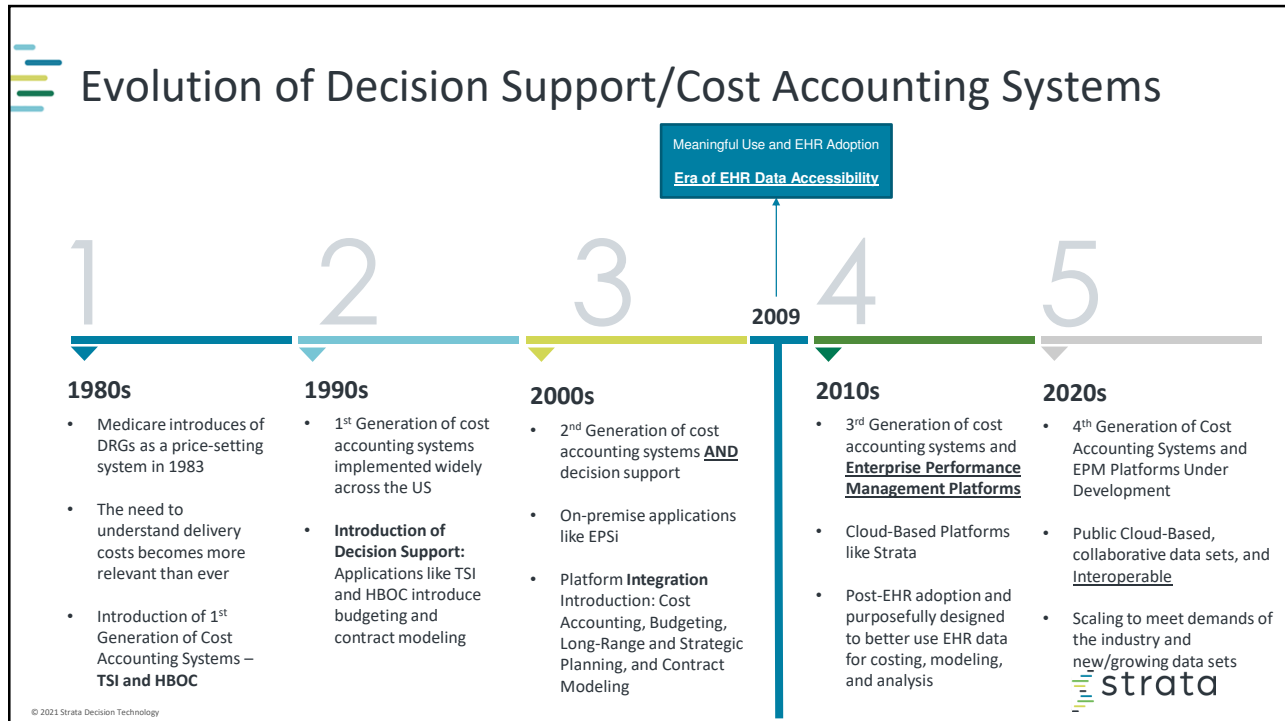 Evolution of Decision Support/Cost Accounting Systems
Meaningful Use and EHR Adoption
Era of EHR Data Accessibility
1
2
3
2009
4
5
1980s
• Medicare introduces of
DRGs as a price-setting
system in 1983
• The need to
understand delivery
costs becomes more
relevant than ever
• Introduction of 1st
Generation of Cost
Accounting Systems –
TSI and HBOC
1990s
• 1st Generation of cost
accounting systems
implemented widely
across the US
• Introduction of
Decision Support:
Applications like TSI
and HBOC introduce
budgeting and
contract modeling
2000s
• 2nd Generation of cost
accounting systems AND
decision support
• On-premise applications
like EPSi
• Platform Integration
Introduction: Cost
Accounting, Budgeting,
Long-Range and Strategic
Planning, and Contract
Modeling
2010s
• 3rd Generation of cost
accounting systems and
Enterprise Performance
Management Platforms
• Cloud-Based Platforms
like Strata
• Post-EHR adoption and
purposefully designed
to better use EHR data
for costing, modeling,
and analysis
2020s
• 4th Generation of Cost
Accounting Systems and
EPM Platforms Under
Development
• Public Cloud-Based,
collaborative data sets, and
Interoperable
• Scaling to meet demands of
the industry and
new/growing data sets
strata
© 2021 Strata Decision Technology